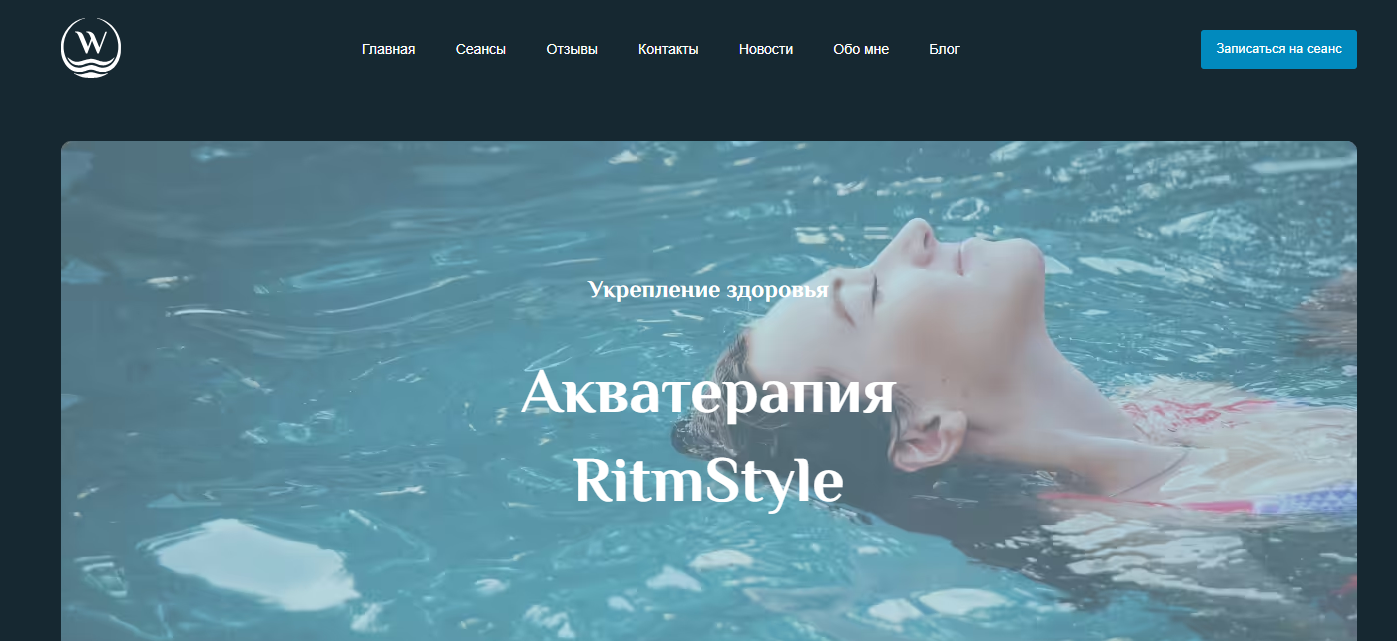 W
Главная Сеансы Отзывы Контакты Новости Обо мне Блог Записаться на сеанс
Укрепление здоровья
Акватерапия
RitmStyle